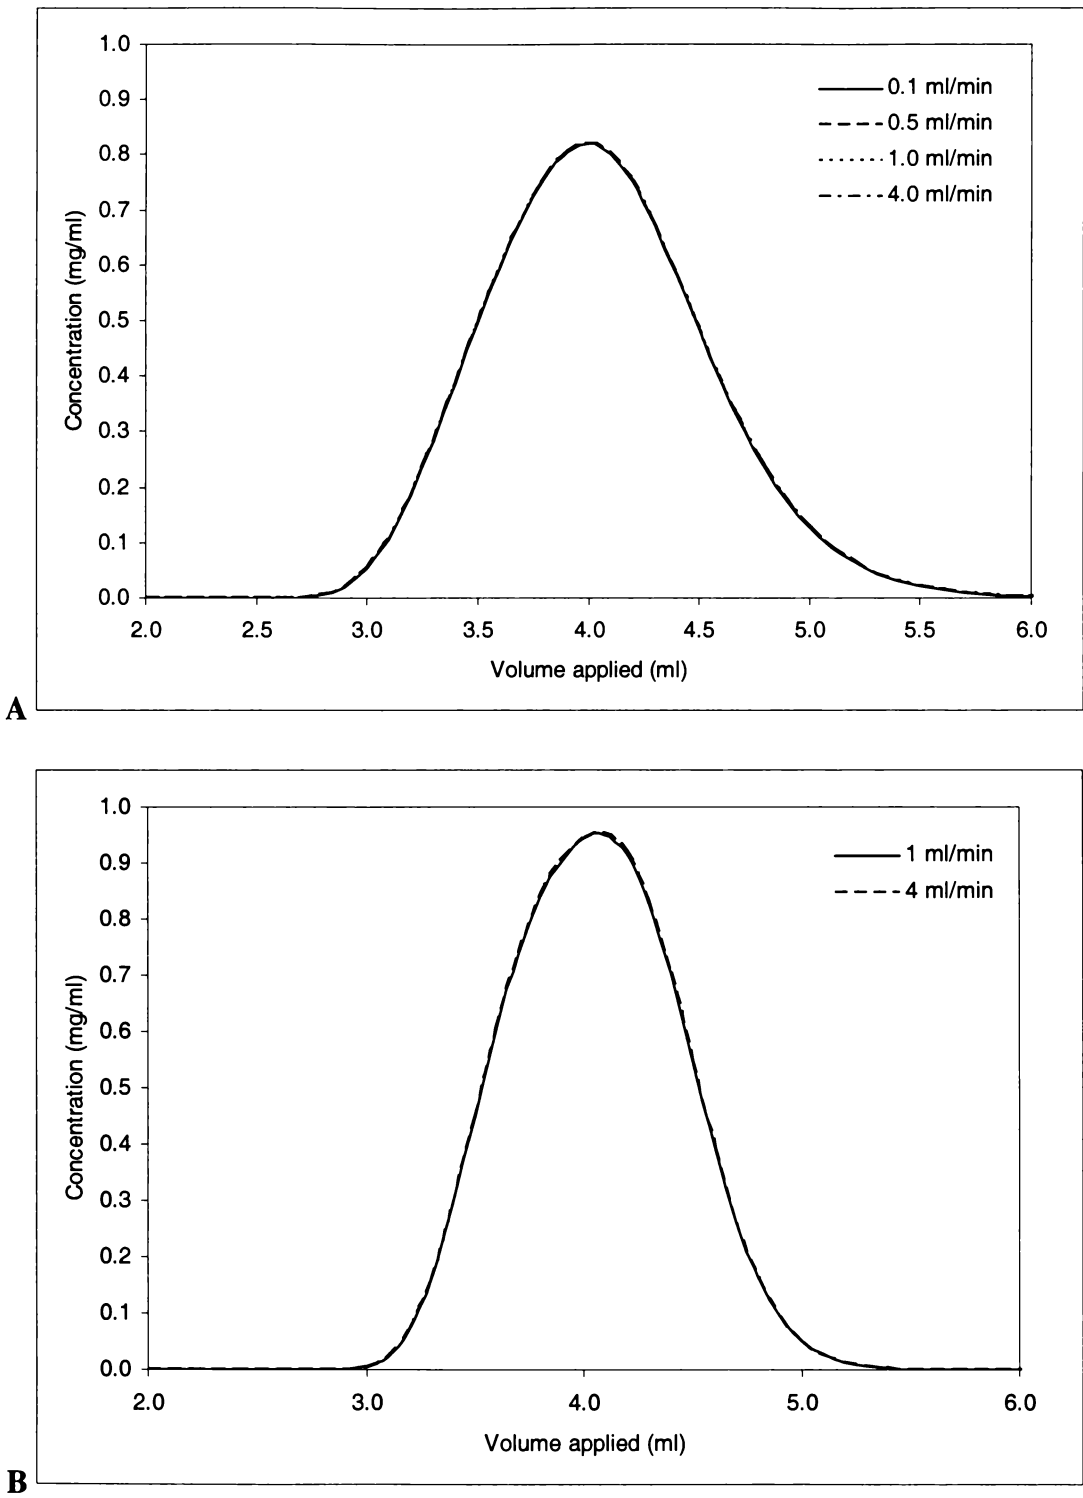 1.0
0.9
0.8
0.7
0.6
0.5
0.4
0.3
0.2
0.1
0.0
Concentration (mg/ml)
0.1 ml/min
0.5 ml/min
1.0 ml/min
4.0 ml/min
2.0 2.5 3.0 3.5 4.0 4.5 5.0 5.5 6.0
Volume applied (ml)
A
1.0
0.9
0.8
0.7
0.6
0.5
0.4
0.3
0.2
0.1
0.0
Concentration (mg/ml)
1 ml/min
4 ml/min
2.0 3.0 4.0 5.0 6.0
Volume applied (ml)
B